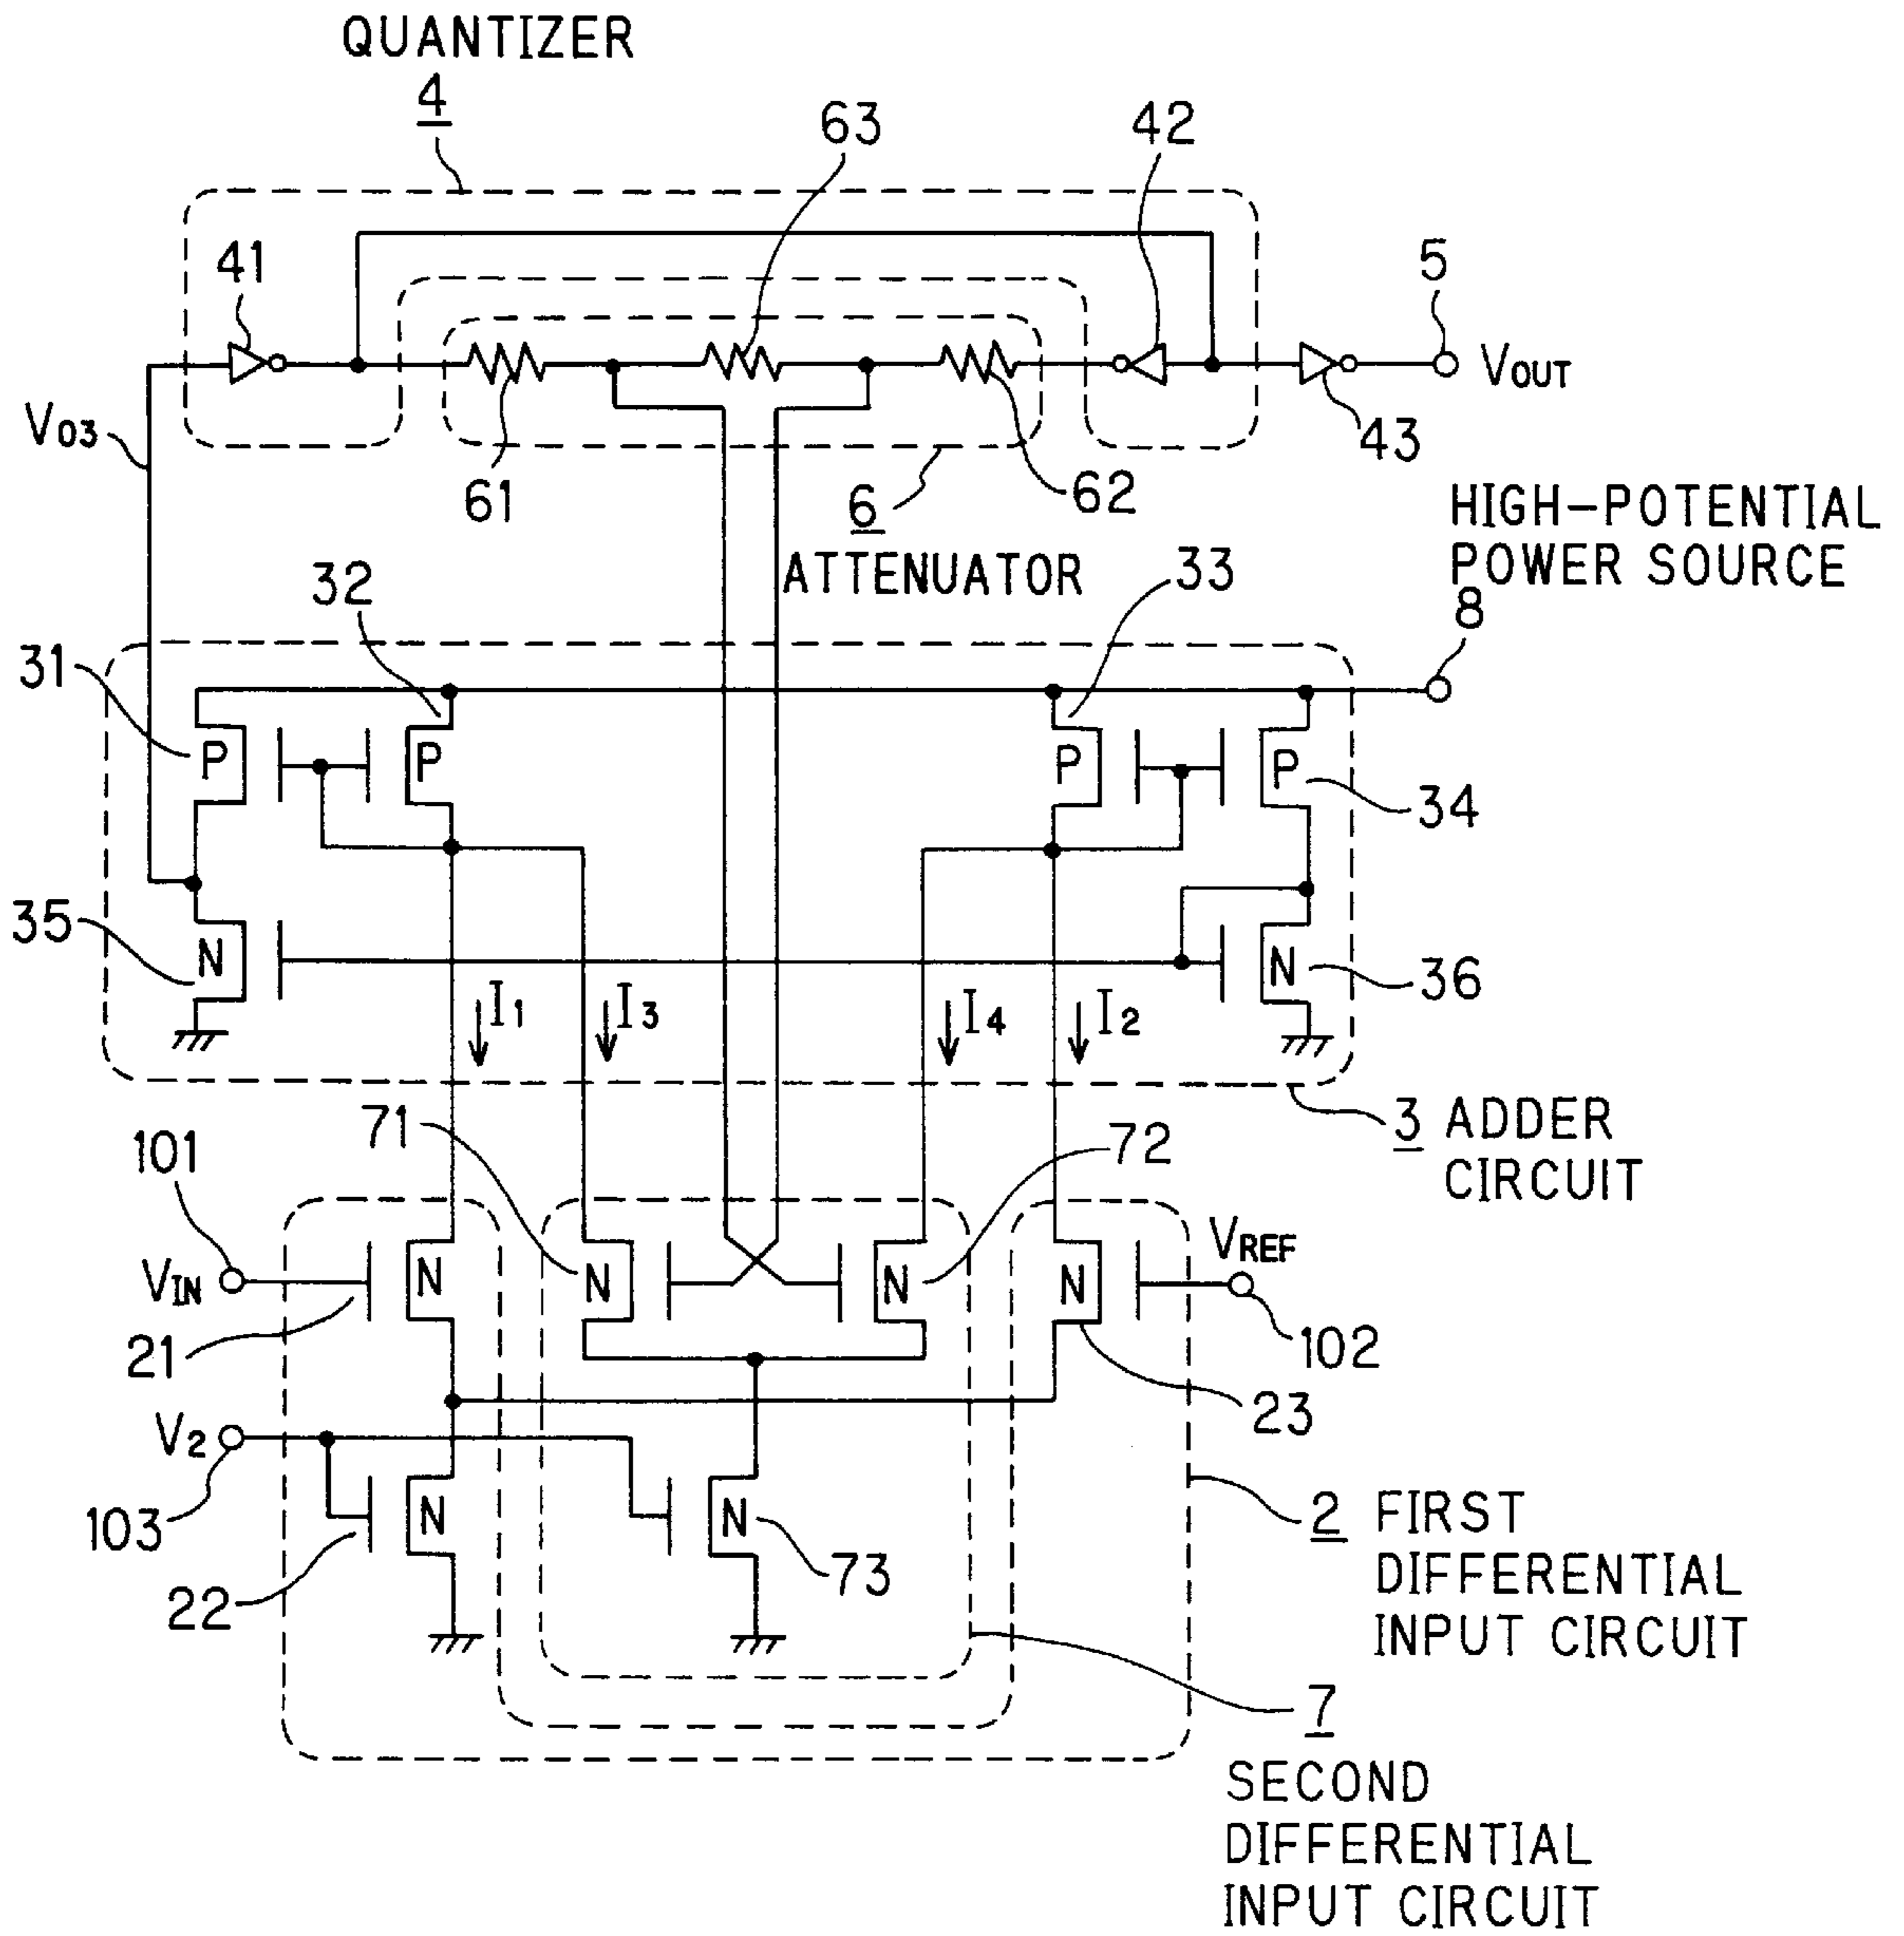 QUANTIZER
4
63
42
41
5
VOUT
VO3
43
61
62
6
ATTENUATOR
HIGH-POTENTIAL
POWER SOURCE
8
32
33
31
P
P
P
P
34
35
N
N
36
I1
I3
I4
I2
71
72
3 ADDER
CIRCUIT
101
VIN
N
N
N
N
VREF
21
102
23
V2
103
N
N
22
73
2 FIRST
DIFFERENTIAL
INPUT CIRCUIT
7
SECOND
DIFFERENTIAL
INPUT CIRCUIT